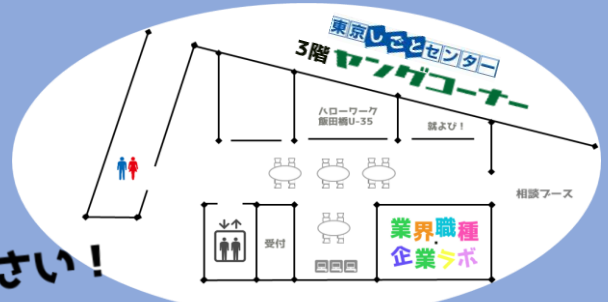 東京しごとセンター
3階 ヤングコーナー
ハローワーク
飯田橋U-35
就よび！
相談ブース
受付
業界職種
・
企業ラボ
さい！